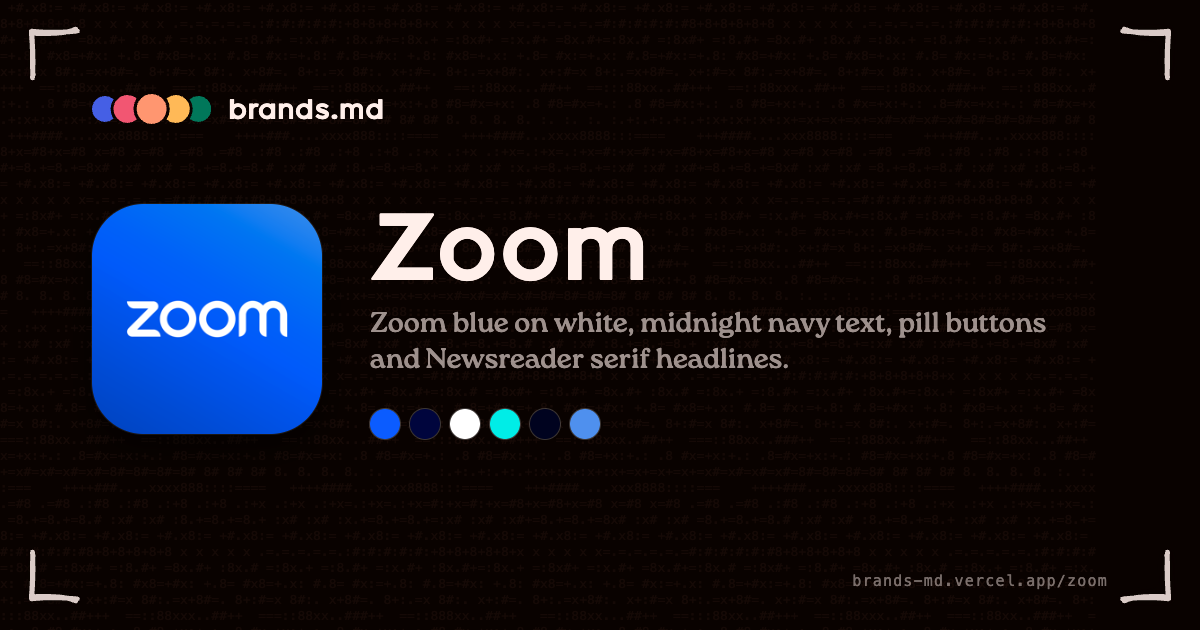 brands.md
zoom
Zoom
Zoom blue on white, midnight navy text, pill buttons
and Newsreader serif headlines.
brands-md.vercel.app/zoom